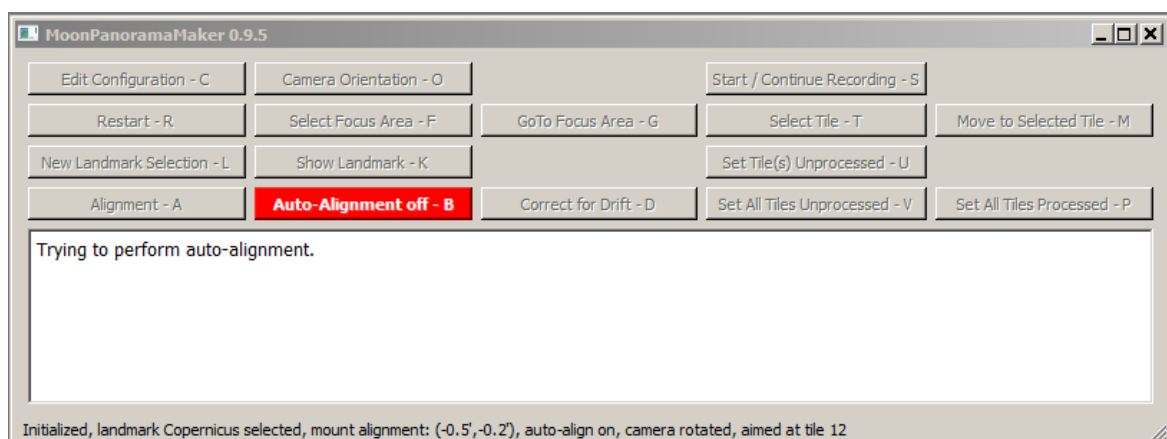 MoonPanoramaMaker 0.9.5
Edit Configuration - C Camera Orientation - O Start / Continue Recording - S
Restart - R Select Focus Area - F GoTo Focus Area - G Select Tile - T Move to Selected Tile - M
New Landmark Selection - L Show Landmark - K Set Tile(s) Unprocessed - U
Alignment - A Auto-Alignment off - B Correct for Drift - D Set All Tiles Unprocessed - V Set All Tiles Processed - P
Trying to perform auto-alignment.
Initialized, landmark Copernicus selected, mount alignment: (-0.5',-0.2'), auto-align on, camera rotated, aimed at tile 12